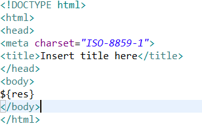 <!DOCTYPE html>
<html>
<head>
<meta charset="ISO-8859-1">
<title>Insert title here</title>
</head>
<body>
${res}
</body>
</html>